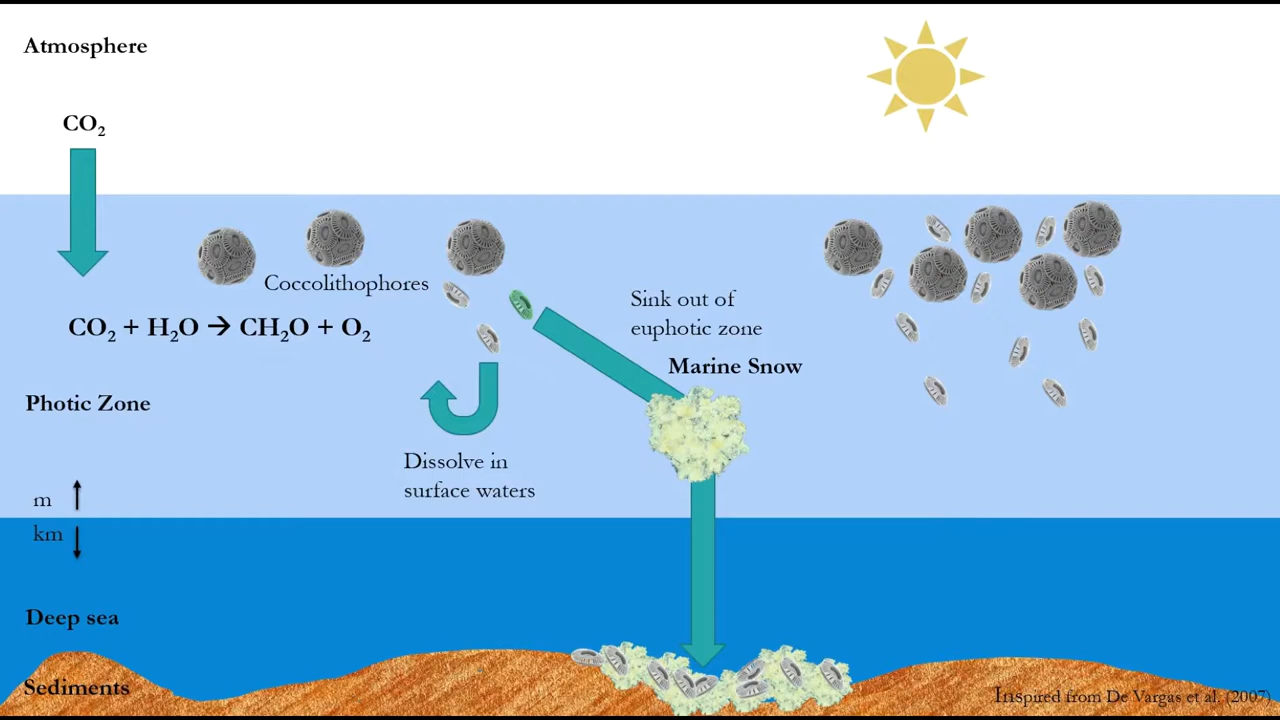 Atmosphere
CO₂
Coccolithophores
CO₂ + H₂O → CH₂O + O₂
Sink out of
euphotic zone
Marine Snow
Photic Zone
Dissolve in
surface waters
m
km
Deep sea
Sediments
Inspired from De Vargas et al. (2007)